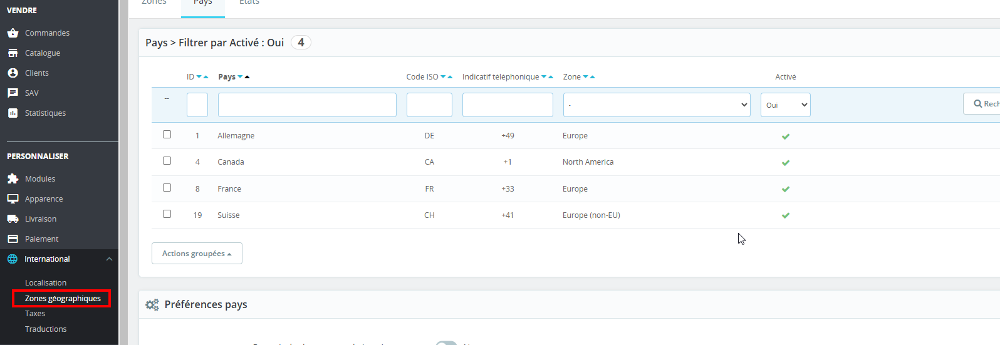 VENDRE
Commandes
Catalogue
Clients
SAV
Statistiques
PERSONNALISER
Modules
Apparence
Livraison
Paiement
International
Localisation
Zones géographiques
Taxes
Traductions
Zones Pays États
Pays > Filtrer par Activé : Oui 4
ID Pays Code ISO Indicatif téléphonique Zone Activé
-- - Oui Rech
1 Allemagne DE +49 Europe
4 Canada CA +1 North America
8 France FR +33 Europe
19 Suisse CH +41 Europe (non-EU)
Actions groupées
Préférences pays